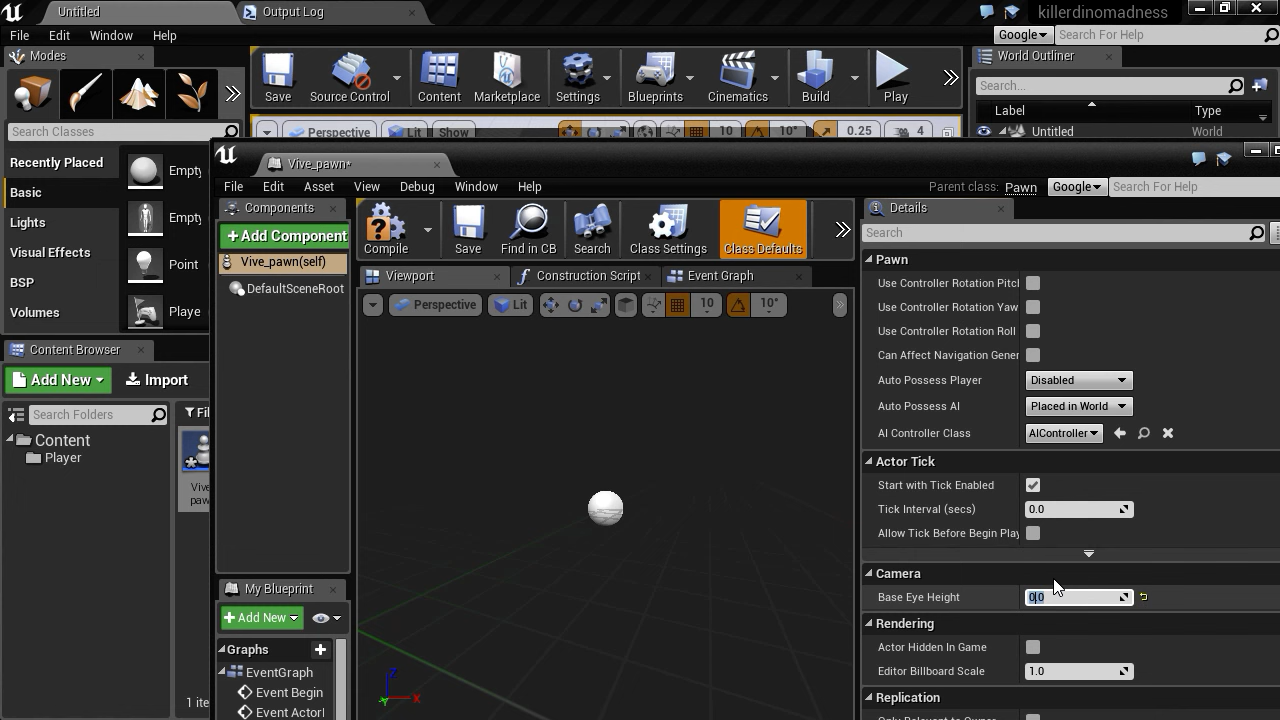 Untitled
Output Log
killerdinomadness
File Edit Window Help
Google
Search For Help
Modes
Save
Source Control
Content
Marketplace
Settings
Blueprints
Cinematics
Build
Play
World Outliner
Search...
Label
Type
Untitled
World
Search Classes
Perspective
Lit
Show
10
10°
0.25
4
Recently Placed
Basic
Lights
Visual Effects
BSP
Volumes
Empty
Empty
Point
Playe
Vive_pawn*
File Edit Asset View Debug Window Help
Parent class: Pawn
Google
Search For Help
Components
+Add Component
Vive_pawn(self)
DefaultSceneRoot
Compile
Save
Find in CB
Search
Class Settings
Class Defaults
Viewport
Construction Script
Event Graph
Perspective
Lit
10
10°
X
Y
Z
Details
Search
Pawn
Use Controller Rotation Pitch
Use Controller Rotation Yaw
Use Controller Rotation Roll
Can Affect Navigation Gener
Auto Possess Player
Disabled
Auto Possess AI
Placed in World
AI Controller Class
AIController
Actor Tick
Start with Tick Enabled
Tick Interval (secs)
0.0
Allow Tick Before Begin Play
Camera
Base Eye Height
0.0
Rendering
Actor Hidden In Game
Editor Billboard Scale
1.0
Replication
Content Browser
Add New
Import
Search Folders
Content
Player
Fil
Vive
paw
1 ite
My Blueprint
+Add New
Graphs
EventGraph
Event Begin
Event ActorI